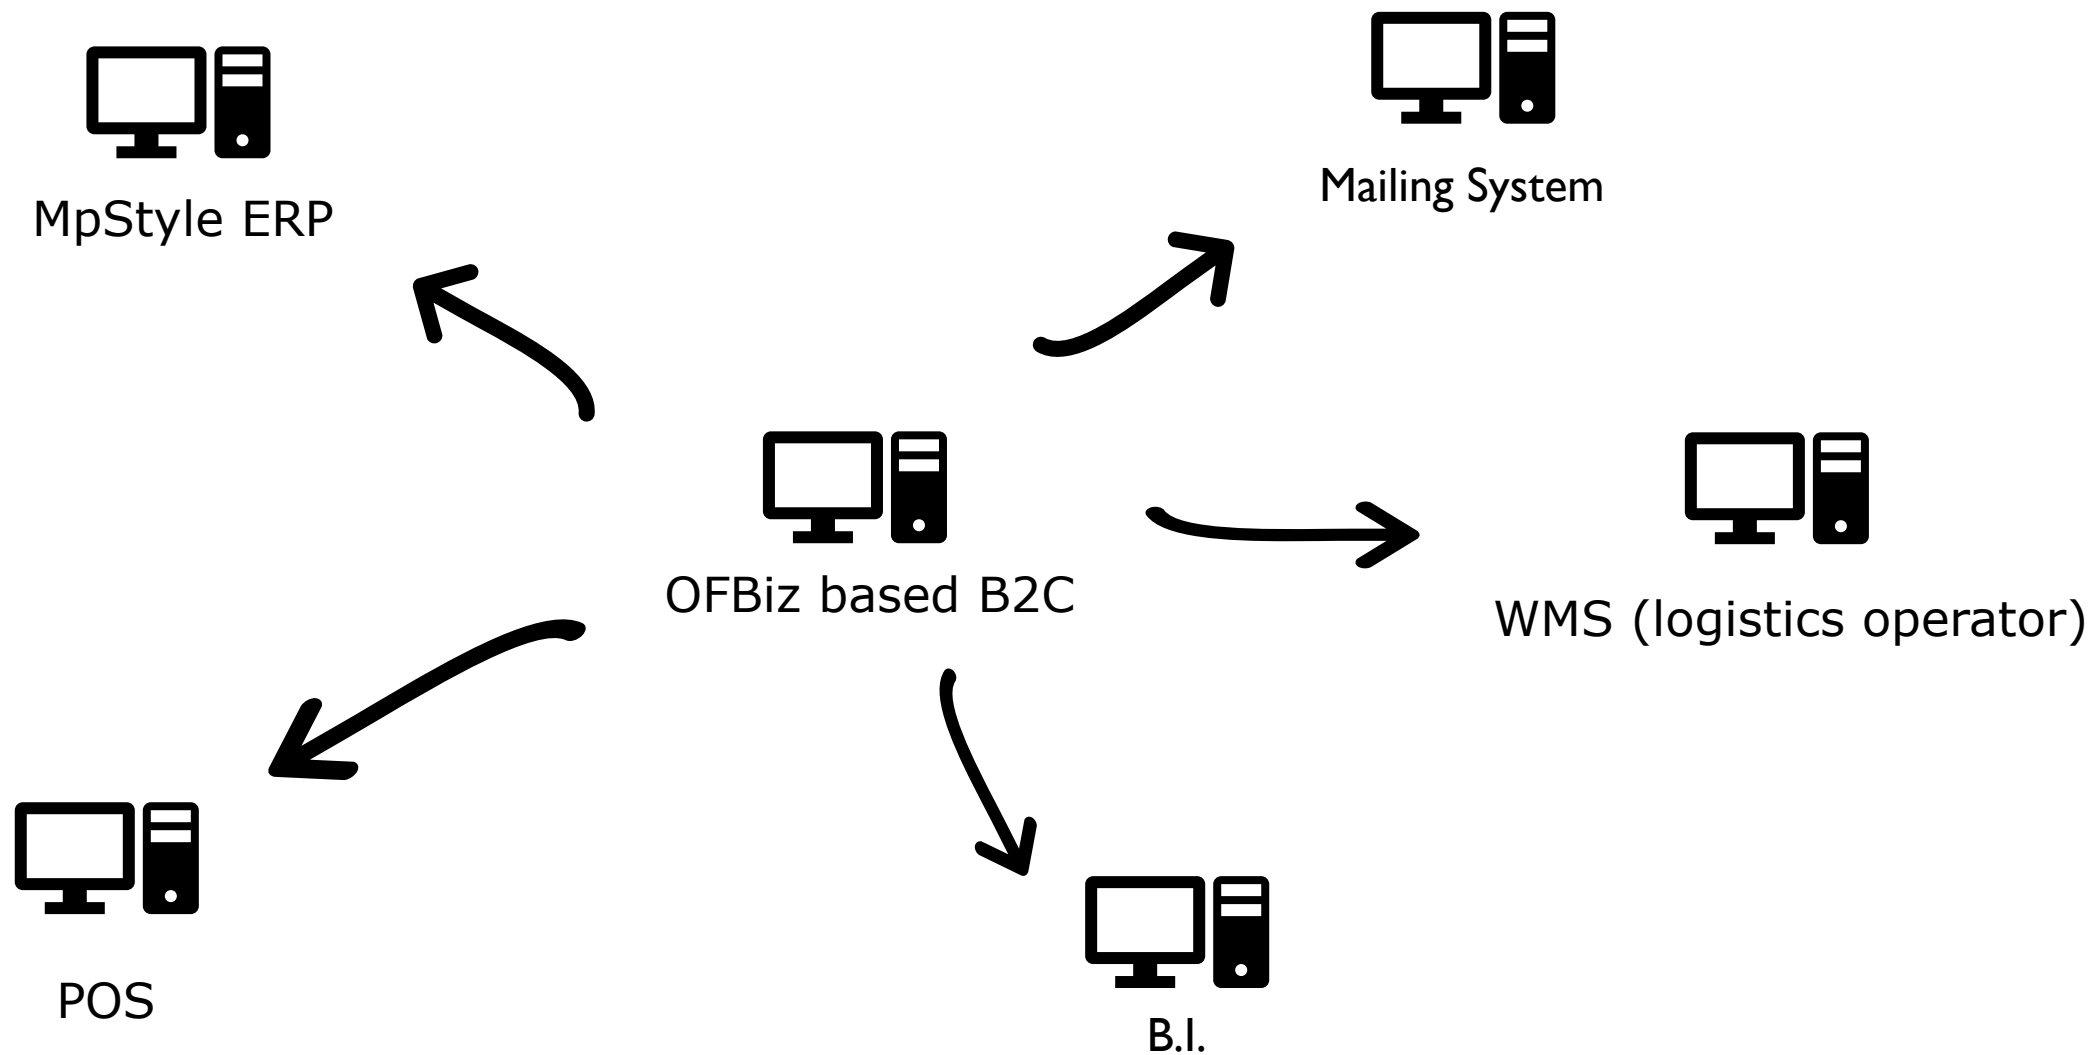 Mailing System
MpStyle ERP
OFBiz based B2C
WMS (logistics operator)
POS
B.I.